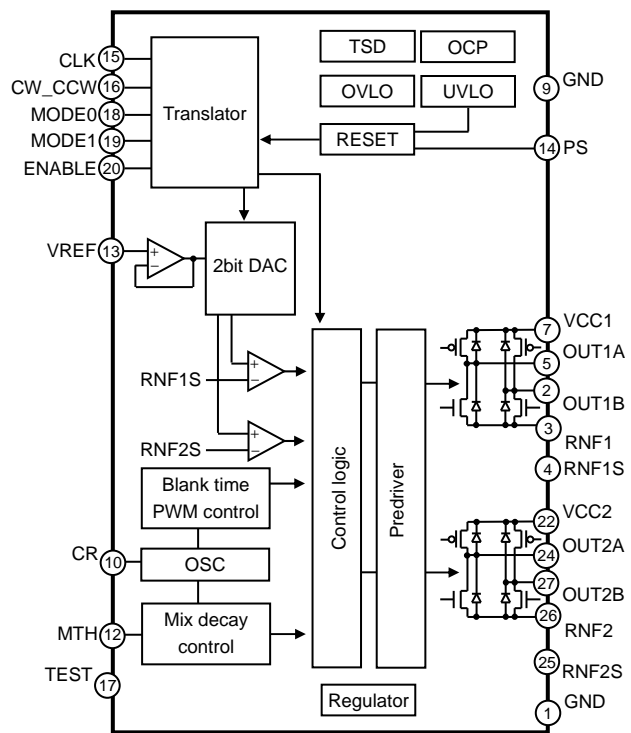 15 CLK
16 CW_CCW
18 MODE0
19 MODE1
20 ENABLE
Translator
TSD
OCP
OVLO
UVLO
RESET
9 GND
14 PS
VREF 13
+
−
2bit DAC
RNF1S
+
−
RNF2S
+
−
Blank time
PWM control
CR 10
OSC
MTH 12
Mix decay
control
TEST
17
Control logic
Predriver
Regulator
7 VCC1
5 OUT1A
2 OUT1B
3 RNF1
4 RNF1S
22 VCC2
24 OUT2A
27 OUT2B
26 RNF2
25 RNF2S
1 GND